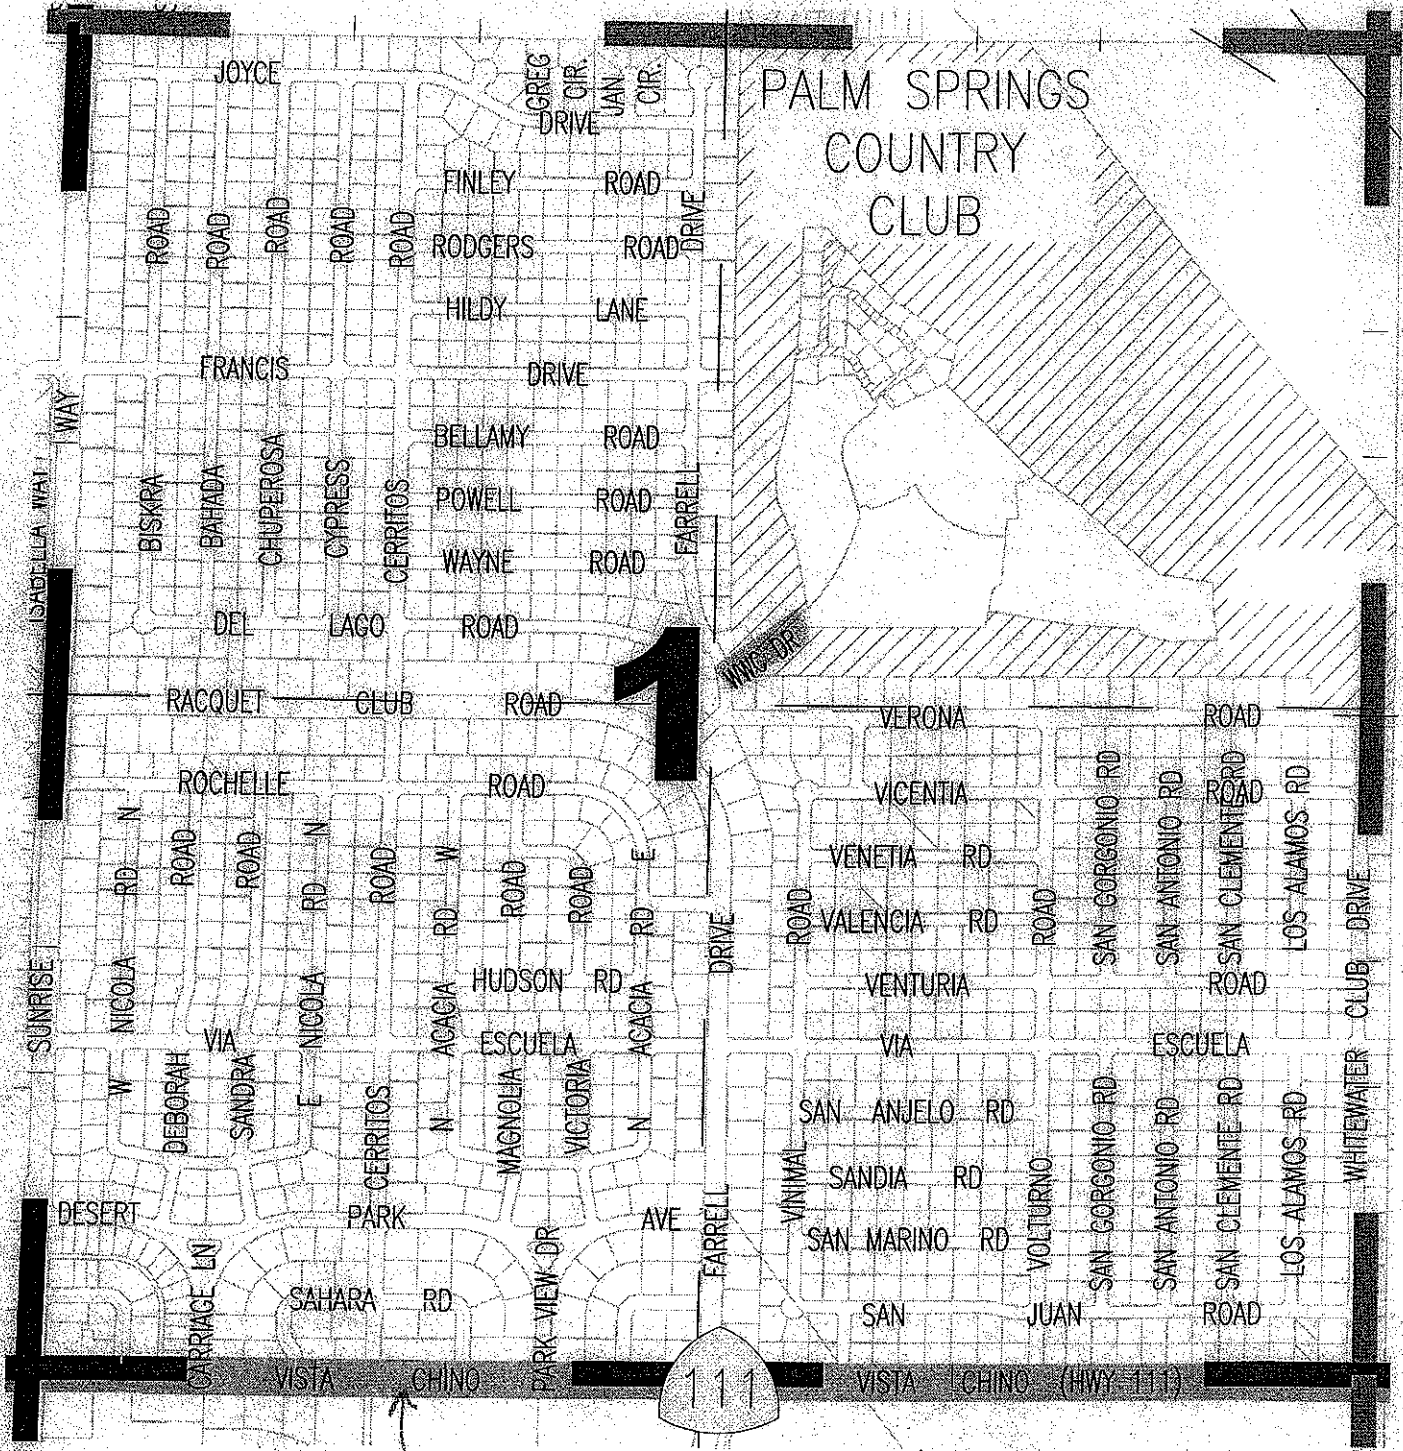 JOYCE
DRIVE
GREG CIR.
JAN CIR.
PALM SPRINGS
COUNTRY
CLUB
FINLEY ROAD
ROAD
ROAD
ROAD
ROAD
ROAD
RODGERS ROAD
DRIVE
HILDY LANE
FRANCIS DRIVE
WAY
BELLAMY ROAD
POWELL ROAD
WAYNE ROAD
ISABELLA WAY
BISKRA
BAHADA
CHUPEROSA
CYPRESS
CERRITOS
FARRELL
DEL LAGO ROAD
1
WWC DR
RACQUET CLUB ROAD
VERONA ROAD
ROCHELLE ROAD
VICENTIA ROAD
VENETIA RD
VALENCIA RD
VENTURIA ROAD
SUNRISE
W NICOLA RD N
DEBORAH ROAD
SANDRA ROAD
E NICOLA RD N
CERRITOS ROAD
N ACACIA RD W
MAGNOLIA ROAD
VICTORIA ROAD
N ACACIA RD E
HUDSON RD
DRIVE
ROAD
ROAD
SAN GORGONIO RD
SAN ANTONIO RD
SAN CLEMENTE RD
LOS ALAMOS RD
WHITEWATER CLUB DRIVE
VIA ESCUELA
VIA ESCUELA
SAN ANJELO RD
SANDIA RD
SAN MARINO RD
VINIMAL
VOLTURNO
SAN GORGONIO RD
SAN ANTONIO RD
SAN CLEMENTE RD
LOS ALAMOS RD
DESERT PARK AVE
FARRELL
CARRIAGE LN
SAHARA RD
PARK VIEW DR
SAN JUAN ROAD
VISTA CHINO
111
VISTA CHINO (HWY 111)